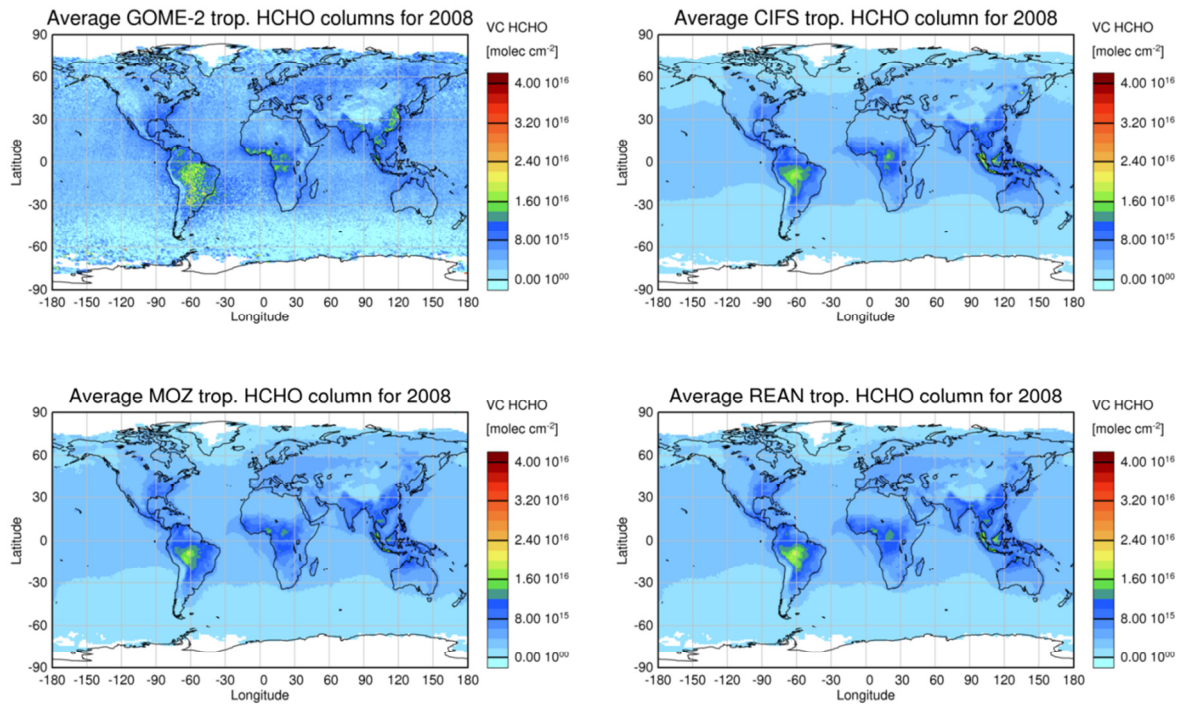 Average GOME-2 trop. HCHO columns for 2008
VC HCHO
[molec cm⁻²]
90
60
30
0
-30
-60
-90
Latitude
-180 -150 -120 -90 -60 -30 0 30 60 90 120 150 180
Longitude
4.00 10¹⁶
3.20 10¹⁶
2.40 10¹⁶
1.60 10¹⁶
8.00 10¹⁵
0.00 10⁰⁰
Average CIFS trop. HCHO column for 2008
VC HCHO
[molec cm⁻²]
90
60
30
0
-30
-60
-90
Latitude
-180 -150 -120 -90 -60 -30 0 30 60 90 120 150 180
Longitude
4.00 10¹⁶
3.20 10¹⁶
2.40 10¹⁶
1.60 10¹⁶
8.00 10¹⁵
0.00 10⁰⁰
Average MOZ trop. HCHO column for 2008
VC HCHO
[molec cm⁻²]
90
60
30
0
-30
-60
-90
Latitude
-180 -150 -120 -90 -60 -30 0 30 60 90 120 150 180
Longitude
4.00 10¹⁶
3.20 10¹⁶
2.40 10¹⁶
1.60 10¹⁶
8.00 10¹⁵
0.00 10⁰⁰
Average REAN trop. HCHO column for 2008
VC HCHO
[molec cm⁻²]
90
60
30
0
-30
-60
-90
Latitude
-180 -150 -120 -90 -60 -30 0 30 60 90 120 150 180
Longitude
4.00 10¹⁶
3.20 10¹⁶
2.40 10¹⁶
1.60 10¹⁶
8.00 10¹⁵
0.00 10⁰⁰